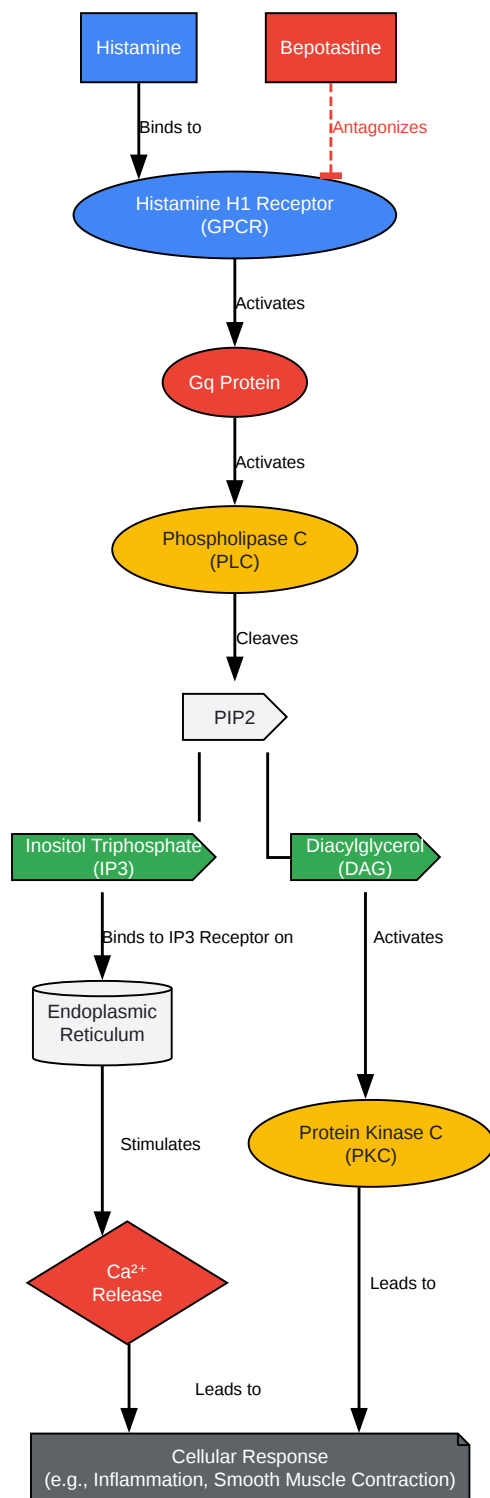 Histamine
Bepotastine
Binds to
Antagonizes
Histamine H1 Receptor
(GPCR)
Activates
Gq Protein
Activates
Phospholipase C
(PLC)
Cleaves
PIP2
Inositol Triphosphate
(IP3)
Diacylglycerol
(DAG)
Binds to IP3 Receptor on
Activates
Endoplasmic
Reticulum
Stimulates
Protein Kinase C
(PKC)
Ca²⁺
Release
Leads to
Leads to
Cellular Response
(e.g., Inflammation, Smooth Muscle Contraction)